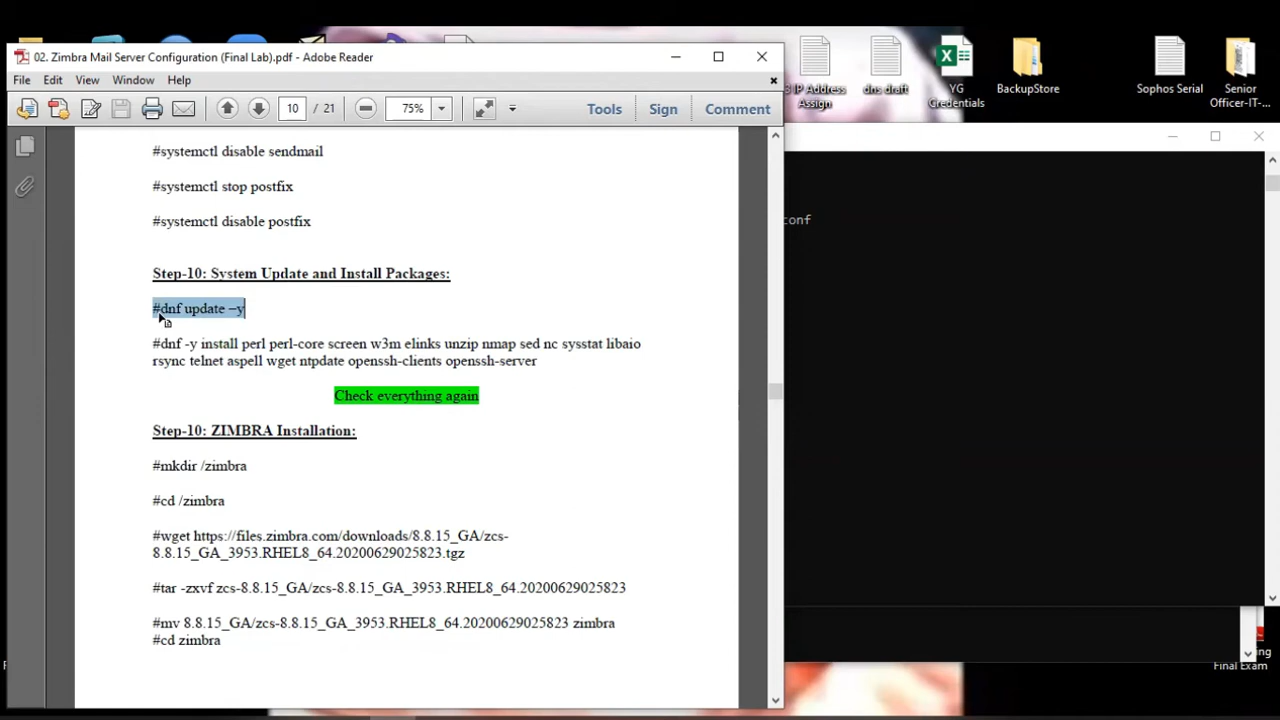 02. Zimbra Mail Server Configuration (Final Lab).pdf - Adobe Reader
File Edit View Window Help
10 / 21 75% Tools Sign Comment
#systemctl disable sendmail
#systemctl stop postfix
#systemctl disable postfix
Step-10: System Update and Install Packages:
#dnf update –y
#dnf -y install perl perl-core screen w3m elinks unzip nmap sed nc sysstat libaio
rsync telnet aspell wget ntpdate openssh-clients openssh-server
Check everything again
Step-10: ZIMBRA Installation:
#mkdir /zimbra
#cd /zimbra
#wget https://files.zimbra.com/downloads/8.8.15_GA/zcs-
8.8.15_GA_3953.RHEL8_64.20200629025823.tgz
#tar -zxvf zcs-8.8.15_GA/zcs-8.8.15_GA_3953.RHEL8_64.20200629025823
#mv 8.8.15_GA/zcs-8.8.15_GA_3953.RHEL8_64.20200629025823 zimbra
#cd zimbra
IP Address
Assign
dns draft
YG
Credentials
BackupStore
Sophos Serial
Senior
Officer-IT-...
conf
Final Exam